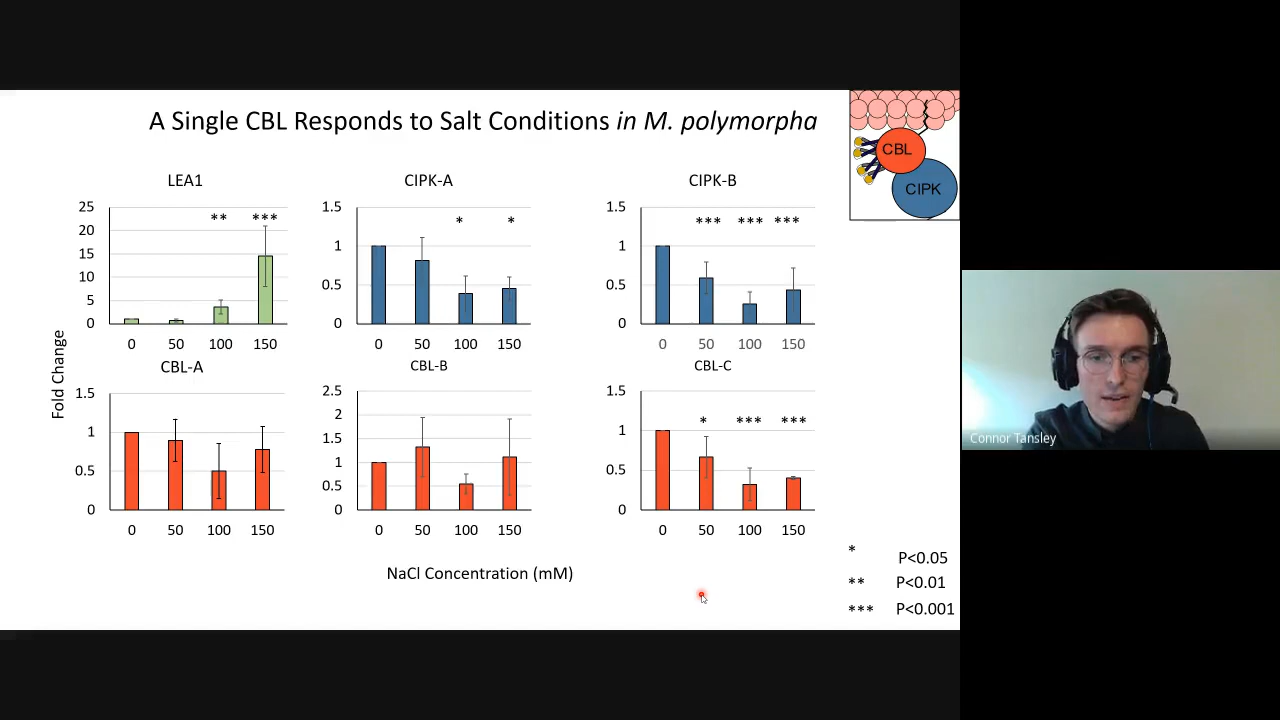 A Single CBL Responds to Salt Conditions in M. polymorpha
CBL
CIPK
LEA1
25
20
15
10
5
0
** ***
0 50 100 150
CIPK-A
1.5
1
0.5
0
* *
0 50 100 150
CIPK-B
1.5
1
0.5
0
*** *** ***
0 50 100 150
Fold Change
CBL-A
1.5
1
0.5
0
0 50 100 150
CBL-B
2.5
2
1.5
1
0.5
0
0 50 100 150
CBL-C
1.5
1
0.5
0
* *** ***
0 50 100 150
NaCl Concentration (mM)
* P<0.05
** P<0.01
*** P<0.001
Connor Tansley